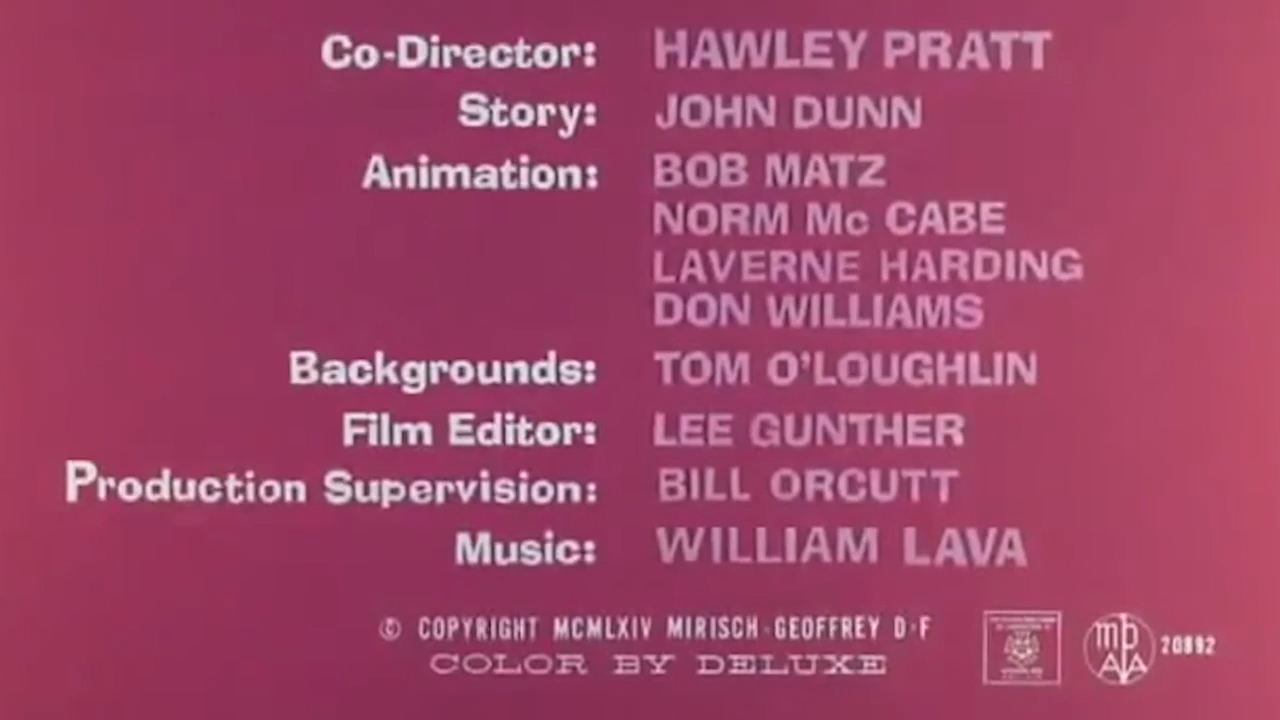 Co-Director: HAWLEY PRATT
Story: JOHN DUNN
Animation: BOB MATZ
NORM Mc CABE
LAVERNE HARDING
DON WILLIAMS
Backgrounds: TOM O'LOUGHLIN
Film Editor: LEE GUNTHER
Production Supervision: BILL ORCUTT
Music: WILLIAM LAVA
© COPYRIGHT MCMLXIV MIRISCH-GEOFFREY D-F
COLOR BY DELUXE
mpAA 20892